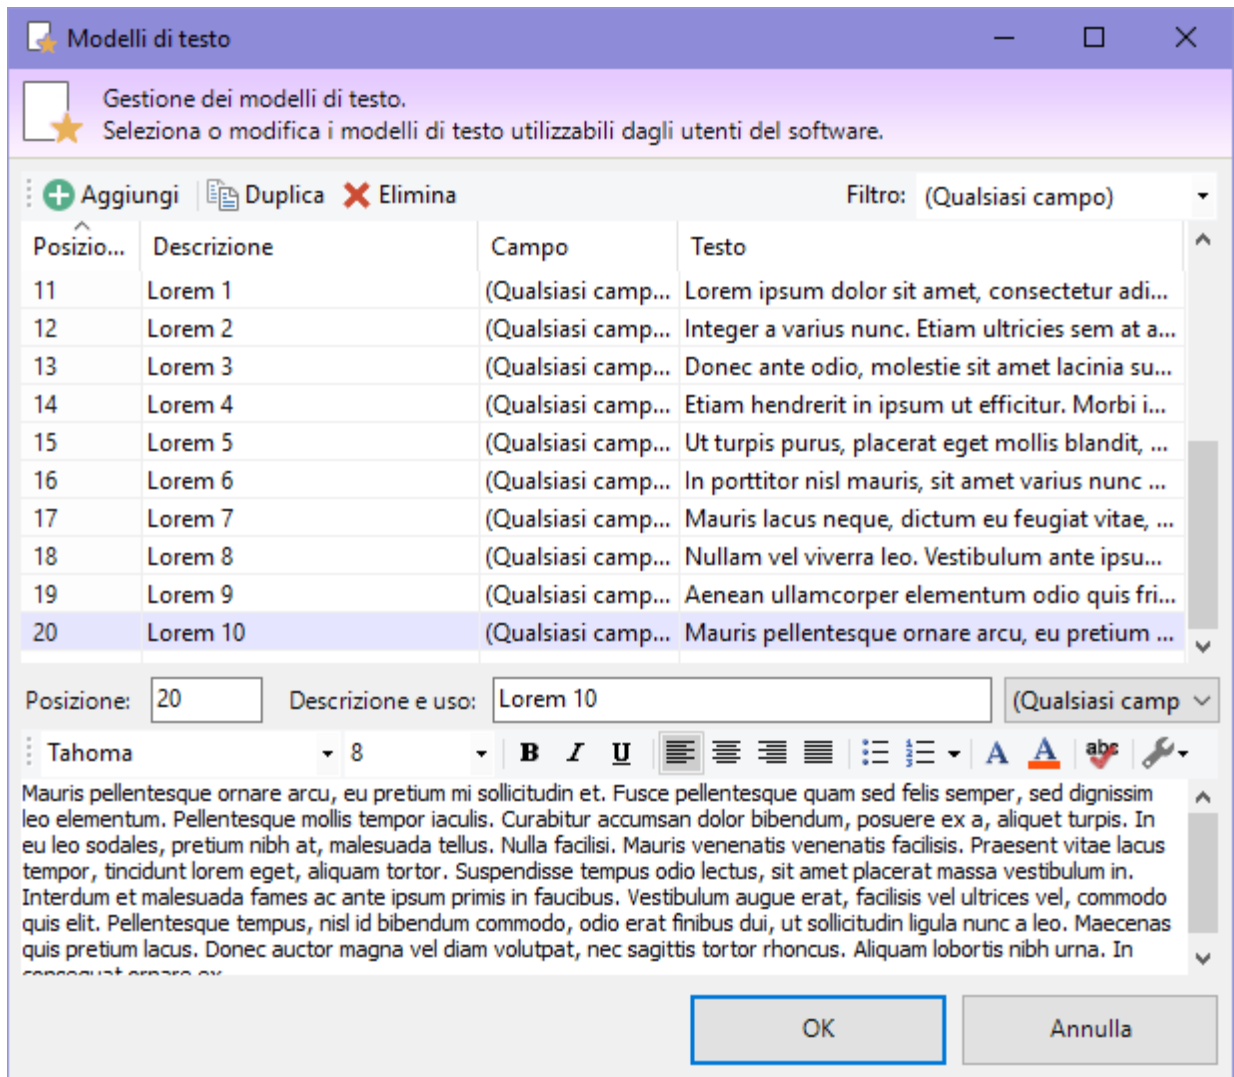 Modelli di testo
Gestione dei modelli di testo.
Seleziona o modifica i modelli di testo utilizzabili dagli utenti del software.
Aggiungi Duplica Elimina Filtro: (Qualsiasi campo)
Posizio... Descrizione Campo Testo
11 Lorem 1 (Qualsiasi camp... Lorem ipsum dolor sit amet, consectetur adi...
12 Lorem 2 (Qualsiasi camp... Integer a varius nunc. Etiam ultricies sem at a...
13 Lorem 3 (Qualsiasi camp... Donec ante odio, molestie sit amet lacinia su...
14 Lorem 4 (Qualsiasi camp... Etiam hendrerit in ipsum ut efficitur. Morbi i...
15 Lorem 5 (Qualsiasi camp... Ut turpis purus, placerat eget mollis blandit, ...
16 Lorem 6 (Qualsiasi camp... In porttitor nisl mauris, sit amet varius nunc ...
17 Lorem 7 (Qualsiasi camp... Mauris lacus neque, dictum eu feugiat vitae, ...
18 Lorem 8 (Qualsiasi camp... Nullam vel viverra leo. Vestibulum ante ipsu...
19 Lorem 9 (Qualsiasi camp... Aenean ullamcorper elementum odio quis fri...
20 Lorem 10 (Qualsiasi camp... Mauris pellentesque ornare arcu, eu pretium ...
Posizione: 20 Descrizione e uso: Lorem 10 (Qualsiasi camp
Tahoma 8 B I U A A abc
Mauris pellentesque ornare arcu, eu pretium mi sollicitudin et. Fusce pellentesque quam sed felis semper, sed dignissim
leo elementum. Pellentesque mollis tempor iaculis. Curabitur accumsan dolor bibendum, posuere ex a, aliquet turpis. In
eu leo sodales, pretium nibh at, malesuada tellus. Nulla facilisi. Mauris venenatis venenatis facilisis. Praesent vitae lacus
tempor, tincidunt lorem eget, aliquam tortor. Suspendisse tempus odio lectus, sit amet placerat massa vestibulum in.
Interdum et malesuada fames ac ante ipsum primis in faucibus. Vestibulum augue erat, facilisis vel ultrices vel, commodo
quis elit. Pellentesque tempus, nisl id bibendum commodo, odio erat finibus dui, ut sollicitudin ligula nunc a leo. Maecenas
quis pretium lacus. Donec auctor magna vel diam volutpat, nec sagittis tortor rhoncus. Aliquam lobortis nibh urna. In
consequat ornare ex
OK Annulla